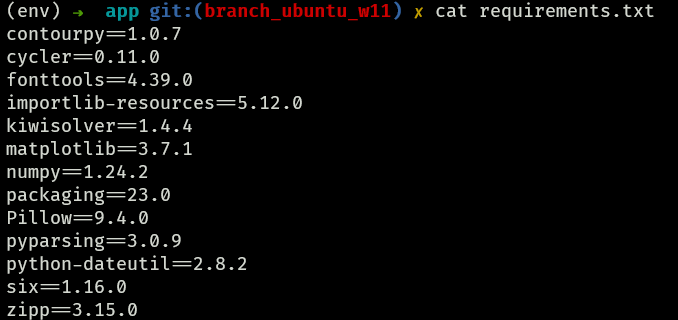 (env) ➜ app git:(branch_ubuntu_w11) ✗ cat requirements.txt
contourpy==1.0.7
cycler==0.11.0
fonttools==4.39.0
importlib-resources==5.12.0
kiwisolver==1.4.4
matplotlib==3.7.1
numpy==1.24.2
packaging==23.0
Pillow==9.4.0
pyparsing==3.0.9
python-dateutil==2.8.2
six==1.16.0
zipp==3.15.0